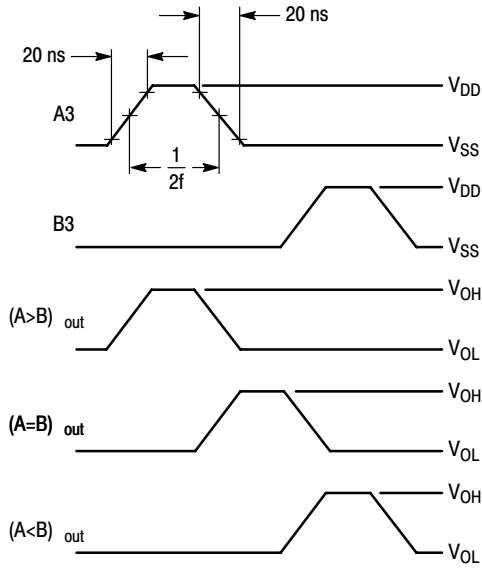 20 ns
20 ns
A3
V_DD
V_SS
1
2f
B3
V_DD
V_SS
(A>B) out
V_OH
V_OL
(A=B) out
V_OH
V_OL
(A<B) out
V_OH
V_OL